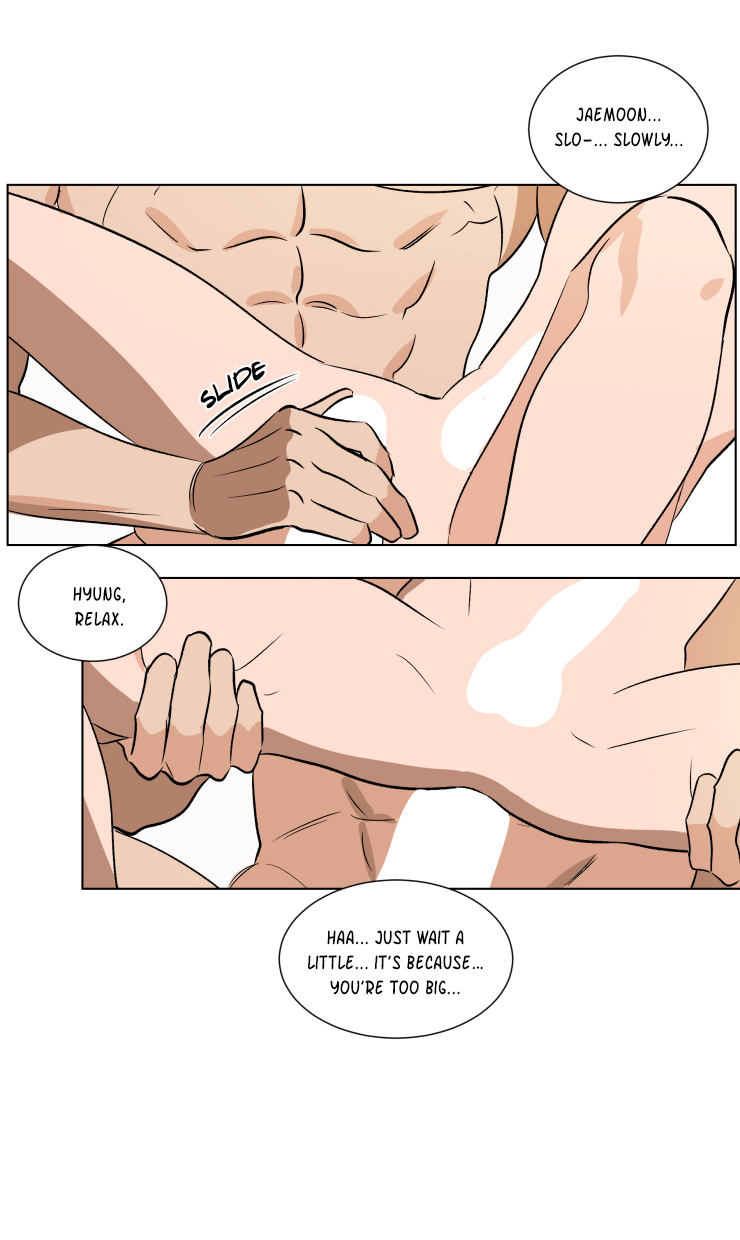 JAEMOON...
SLO-... SLOWLY...
SLIDE
HYUNG,
RELAX.
HAA... JUST WAIT A
LITTLE... IT'S BECAUSE...
YOU'RE TOO BIG...